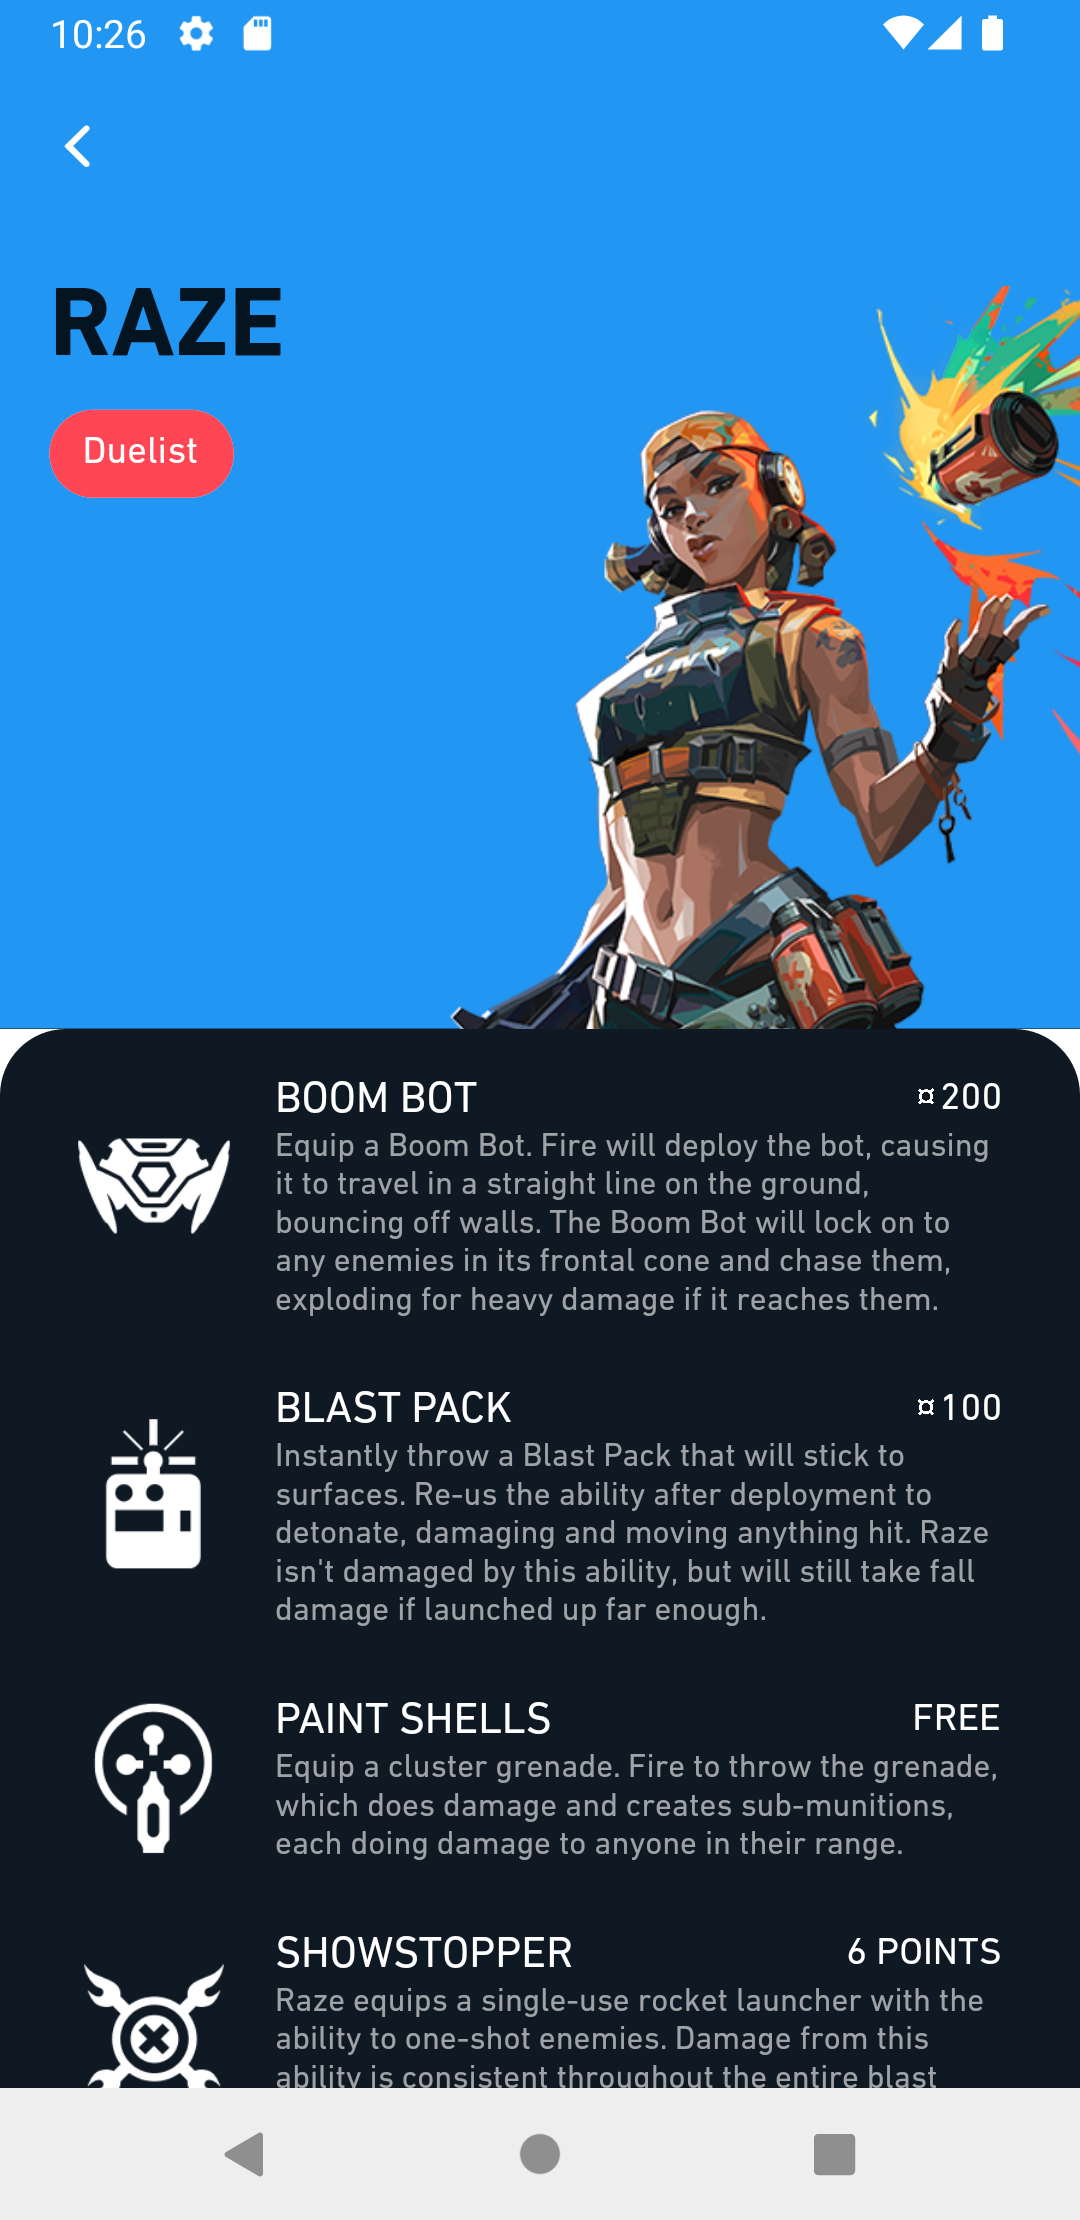 10:26
RAZE
Duelist
BOOM BOT
¤200
Equip a Boom Bot. Fire will deploy the bot, causing
it to travel in a straight line on the ground,
bouncing off walls. The Boom Bot will lock on to
any enemies in its frontal cone and chase them,
exploding for heavy damage if it reaches them.
BLAST PACK
¤100
Instantly throw a Blast Pack that will stick to
surfaces. Re-us the ability after deployment to
detonate, damaging and moving anything hit. Raze
isn't damaged by this ability, but will still take fall
damage if launched up far enough.
PAINT SHELLS
FREE
Equip a cluster grenade. Fire to throw the grenade,
which does damage and creates sub-munitions,
each doing damage to anyone in their range.
SHOWSTOPPER
6 POINTS
Raze equips a single-use rocket launcher with the
ability to one-shot enemies. Damage from this
ability is consistent throughout the entire blast